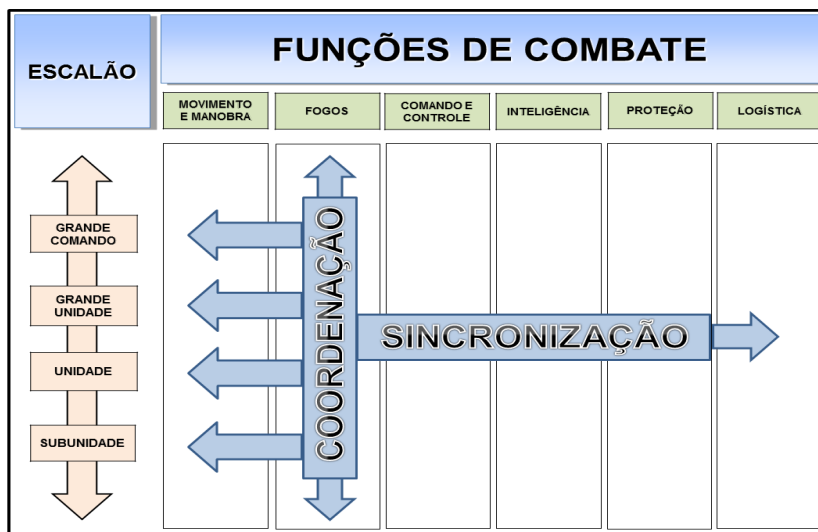 ESCALÃO
FUNÇÕES DE COMBATE
MOVIMENTO
E MANOBRA
FOGOS
COMANDO E
CONTROLE
INTELIGÊNCIA
PROTEÇÃO
LOGÍSTICA
GRANDE
COMANDO
GRANDE
UNIDADE
UNIDADE
SUBUNIDADE
COORDENAÇÃO
SINCRONIZAÇÃO